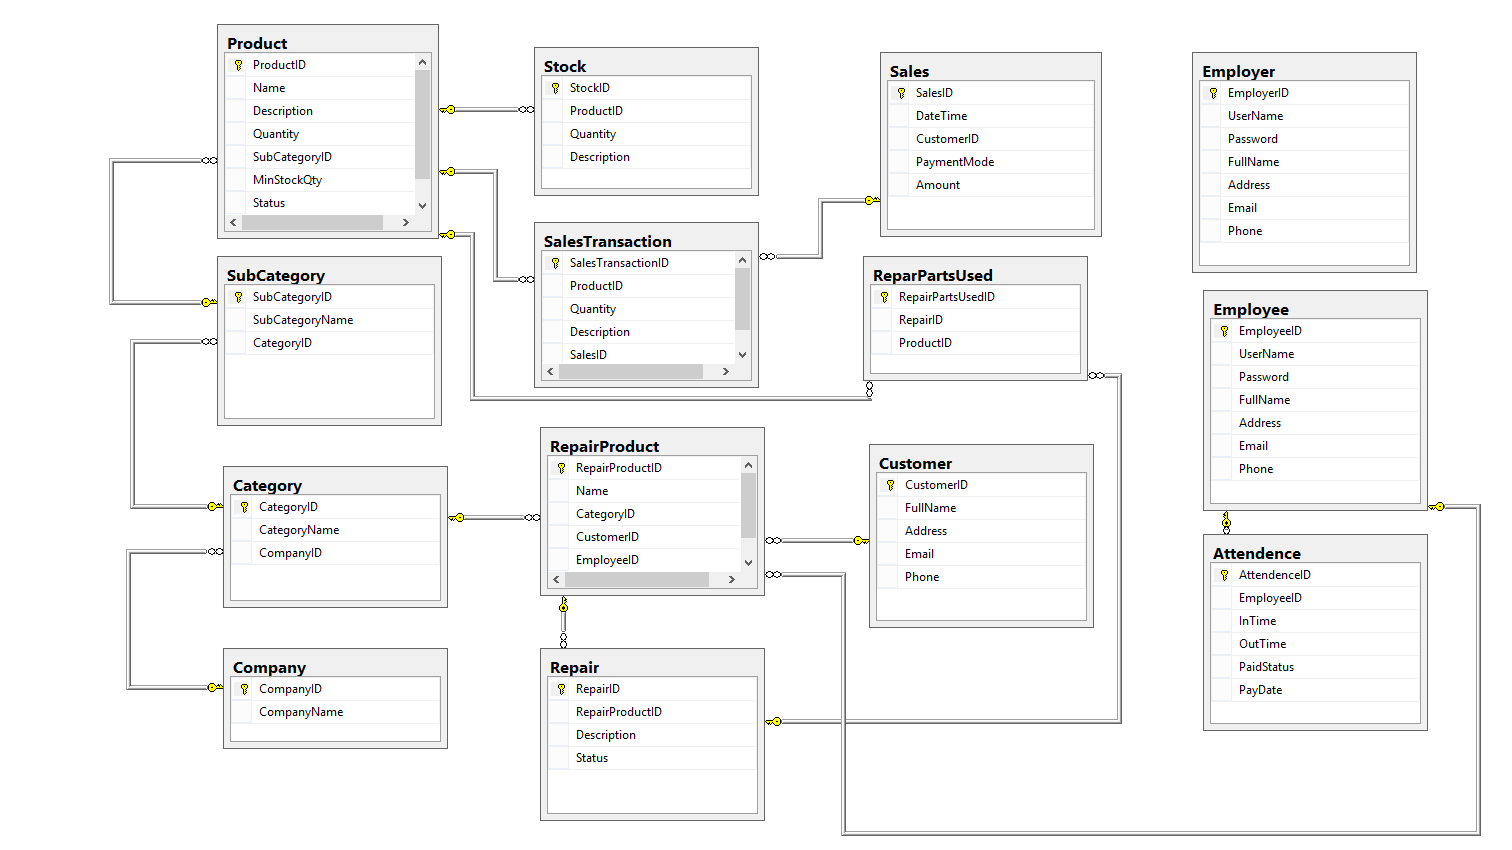 Product
ProductID
Name
Description
Quantity
SubCategoryID
MinStockQty
Status
SubCategory
SubCategoryID
SubCategoryName
CategoryID
Category
CategoryID
CategoryName
CompanyID
Company
CompanyID
CompanyName
Stock
StockID
ProductID
Quantity
Description
SalesTransaction
SalesTransactionID
ProductID
Quantity
Description
SalesID
RepairProduct
RepairProductID
Name
CategoryID
CustomerID
EmployeeID
Repair
RepairID
RepairProductID
Description
Status
Sales
SalesID
DateTime
CustomerID
PaymentMode
Amount
ReparPartsUsed
RepairPartsUsedID
RepairID
ProductID
Customer
CustomerID
FullName
Address
Email
Phone
Employer
EmployerID
UserName
Password
FullName
Address
Email
Phone
Employee
EmployeeID
UserName
Password
FullName
Address
Email
Phone
Attendence
AttendenceID
EmployeeID
InTime
OutTime
PaidStatus
PayDate